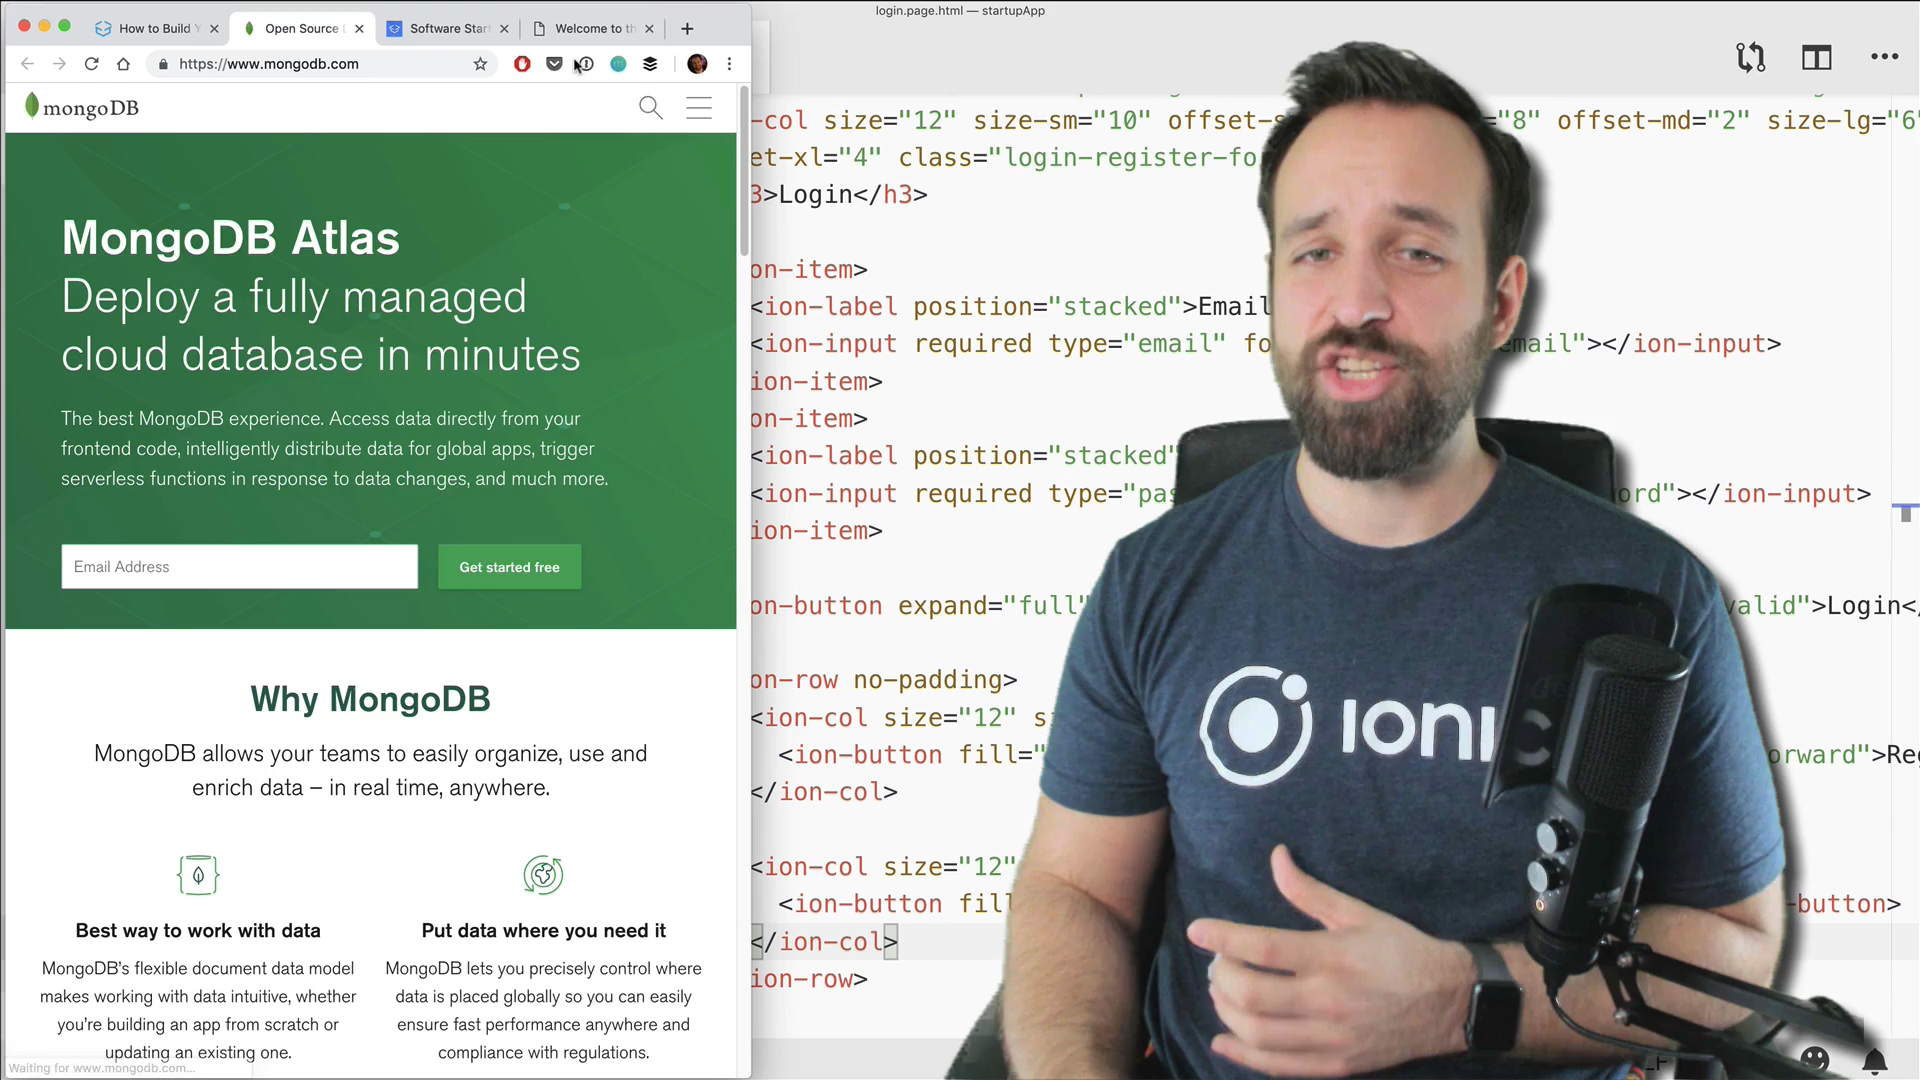 login.page.html — startupApp
How to Build Y
Open Source
Software Star
Welcome to th
https://www.mongodb.com
mongoDB
MongoDB Atlas
Deploy a fully managed
cloud database in minutes
The best MongoDB experience. Access data directly from your
frontend code, intelligently distribute data for global apps, trigger
serverless functions in response to data changes, and much more.
Email Address
Get started free
Why MongoDB
MongoDB allows your teams to easily organize, use and
enrich data – in real time, anywhere.
Best way to work with data
MongoDB's flexible document data model
makes working with data intuitive, whether
you're building an app from scratch or
updating an existing one.
Put data where you need it
MongoDB lets you precisely control where
data is placed globally so you can easily
ensure fast performance anywhere and
compliance with regulations.
Waiting for www.mongodb.com...
-col size="12" size-sm="10" offset-s ="8" offset-md="2" size-lg="6
et-xl="4" class="login-register-fo
3>Login</h3>
on-item>
<ion-label position="stacked">Email
<ion-input required type="email" fo email"></ion-input>
ion-item>
on-item>
<ion-label position="stacked"
<ion-input required type="pas ord"></ion-input>
ion-item>
on-button expand="full" valid">Login</
on-row no-padding>
<ion-col size="12" s
<ion-button fill=" orward">Re
</ion-col>
<ion-col size="12"
<ion-button fill -button>
</ion-col>
ion-row>
ionic